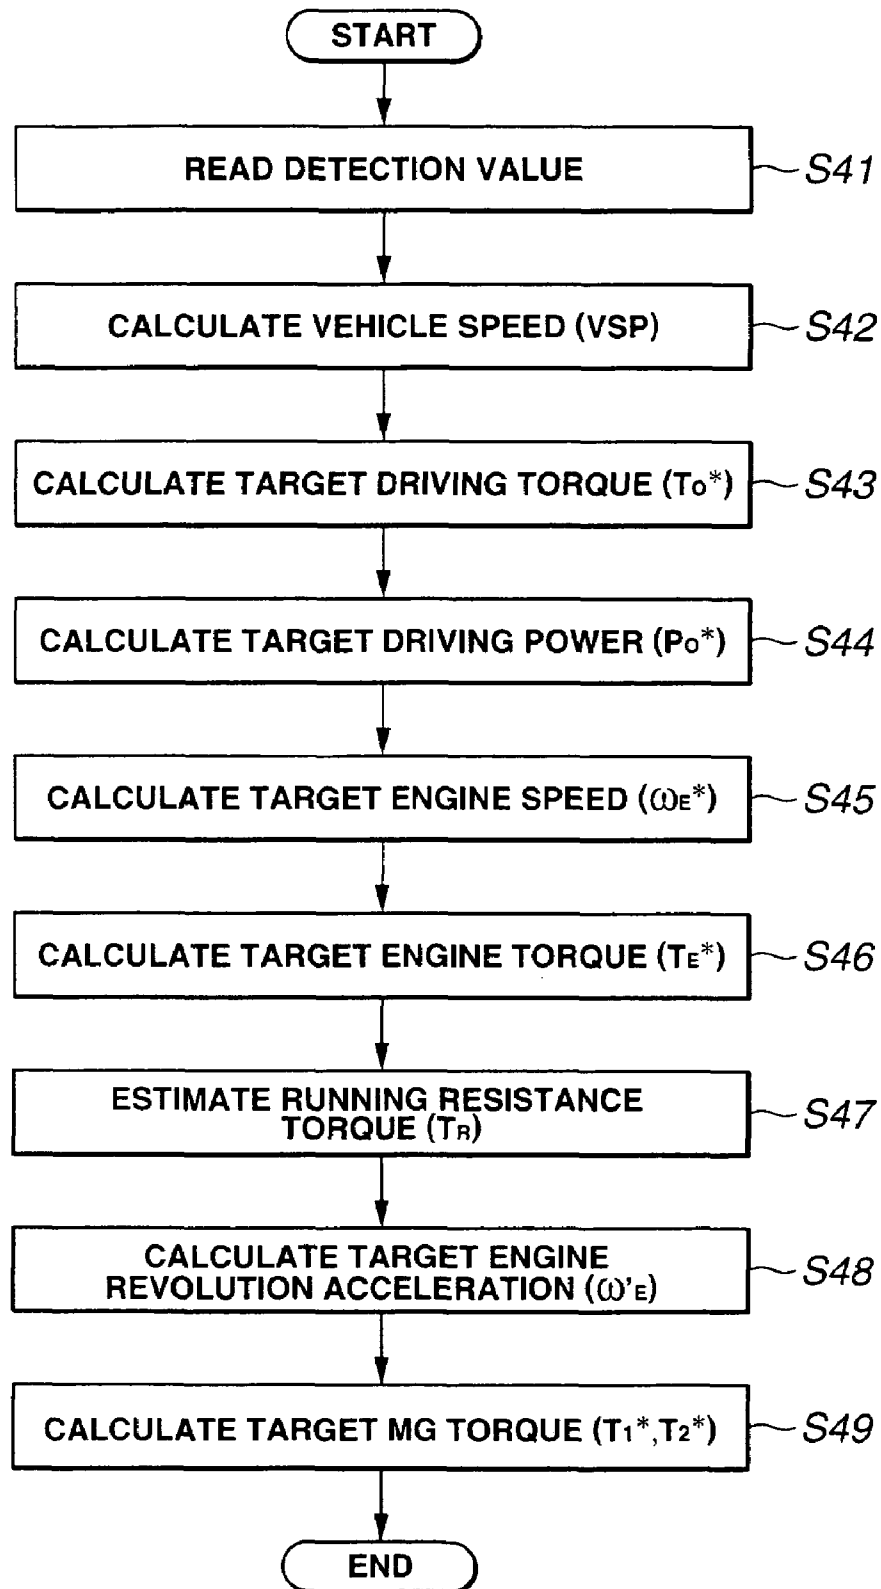 START
READ DETECTION VALUE
S41
CALCULATE VEHICLE SPEED (VSP)
S42
CALCULATE TARGET DRIVING TORQUE (To*)
S43
CALCULATE TARGET DRIVING POWER (Po*)
S44
CALCULATE TARGET ENGINE SPEED (ωE*)
S45
CALCULATE TARGET ENGINE TORQUE (TE*)
S46
ESTIMATE RUNNING RESISTANCE
TORQUE (TR)
S47
CALCULATE TARGET ENGINE
REVOLUTION ACCELERATION (ω'E)
S48
CALCULATE TARGET MG TORQUE (T1*,T2*)
S49
END